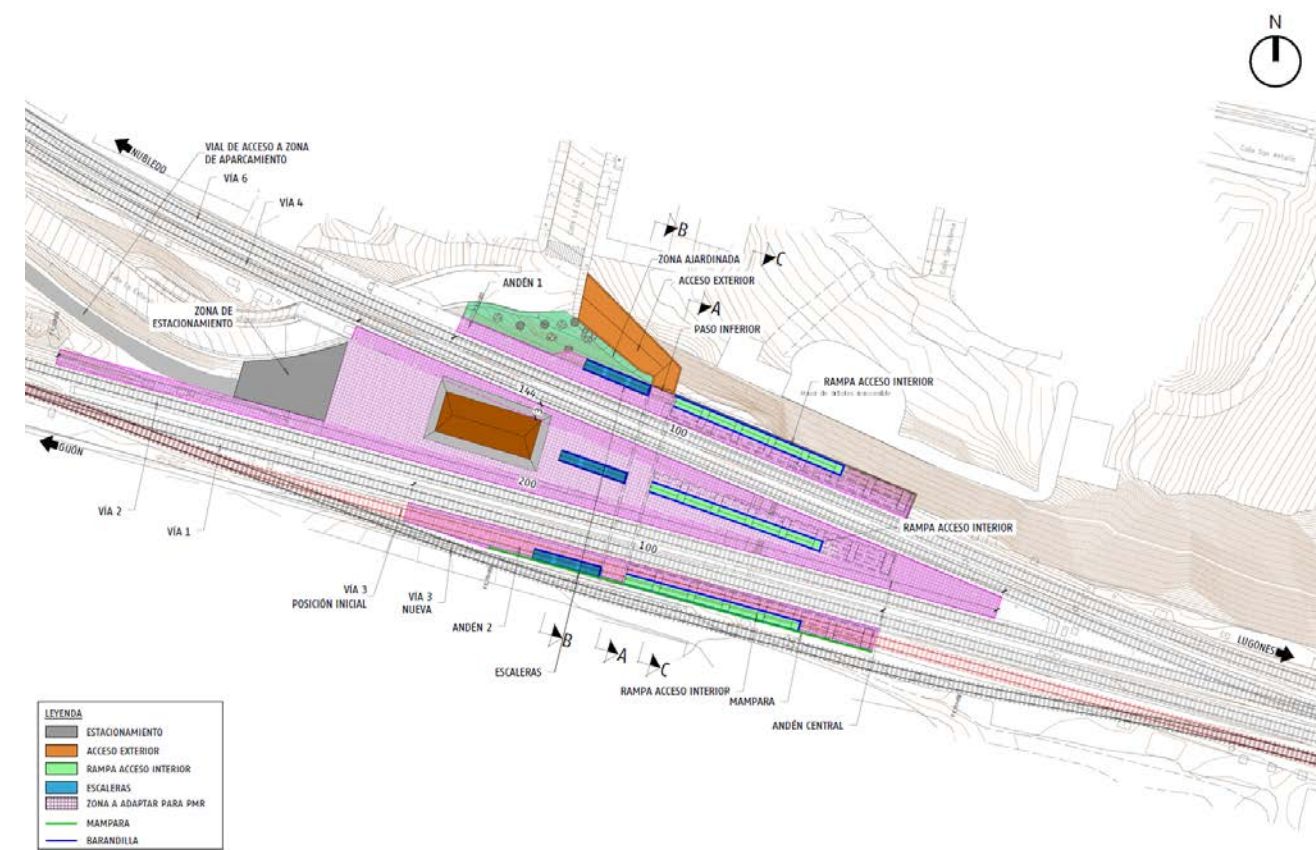 N
NUBLEDO
VIAL DE ACCESO A ZONA
DE APARCAMIENTO
VÍA 6
VÍA 4
B
C
ZONA AJARDINADA
ACCESO EXTERIOR
ANDÉN 1
A
PASO INFERIOR
ZONA DE
ESTACIONAMIENTO
RAMPA ACCESO INTERIOR
144
100
200
100
GIJÓN
VÍA 2
VÍA 1
RAMPA ACCESO INTERIOR
VÍA 3
POSICIÓN INICIAL
VÍA 3
NUEVA
ANDÉN 2
B
A
C
ESCALERAS
RAMPA ACCESO INTERIOR
MAMPARA
ANDÉN CENTRAL
LUGONES
LEYENDA
ESTACIONAMIENTO
ACCESO EXTERIOR
RAMPA ACCESO INTERIOR
ESCALERAS
ZONA A ADAPTAR PARA PMR
MAMPARA
BARANDILLA